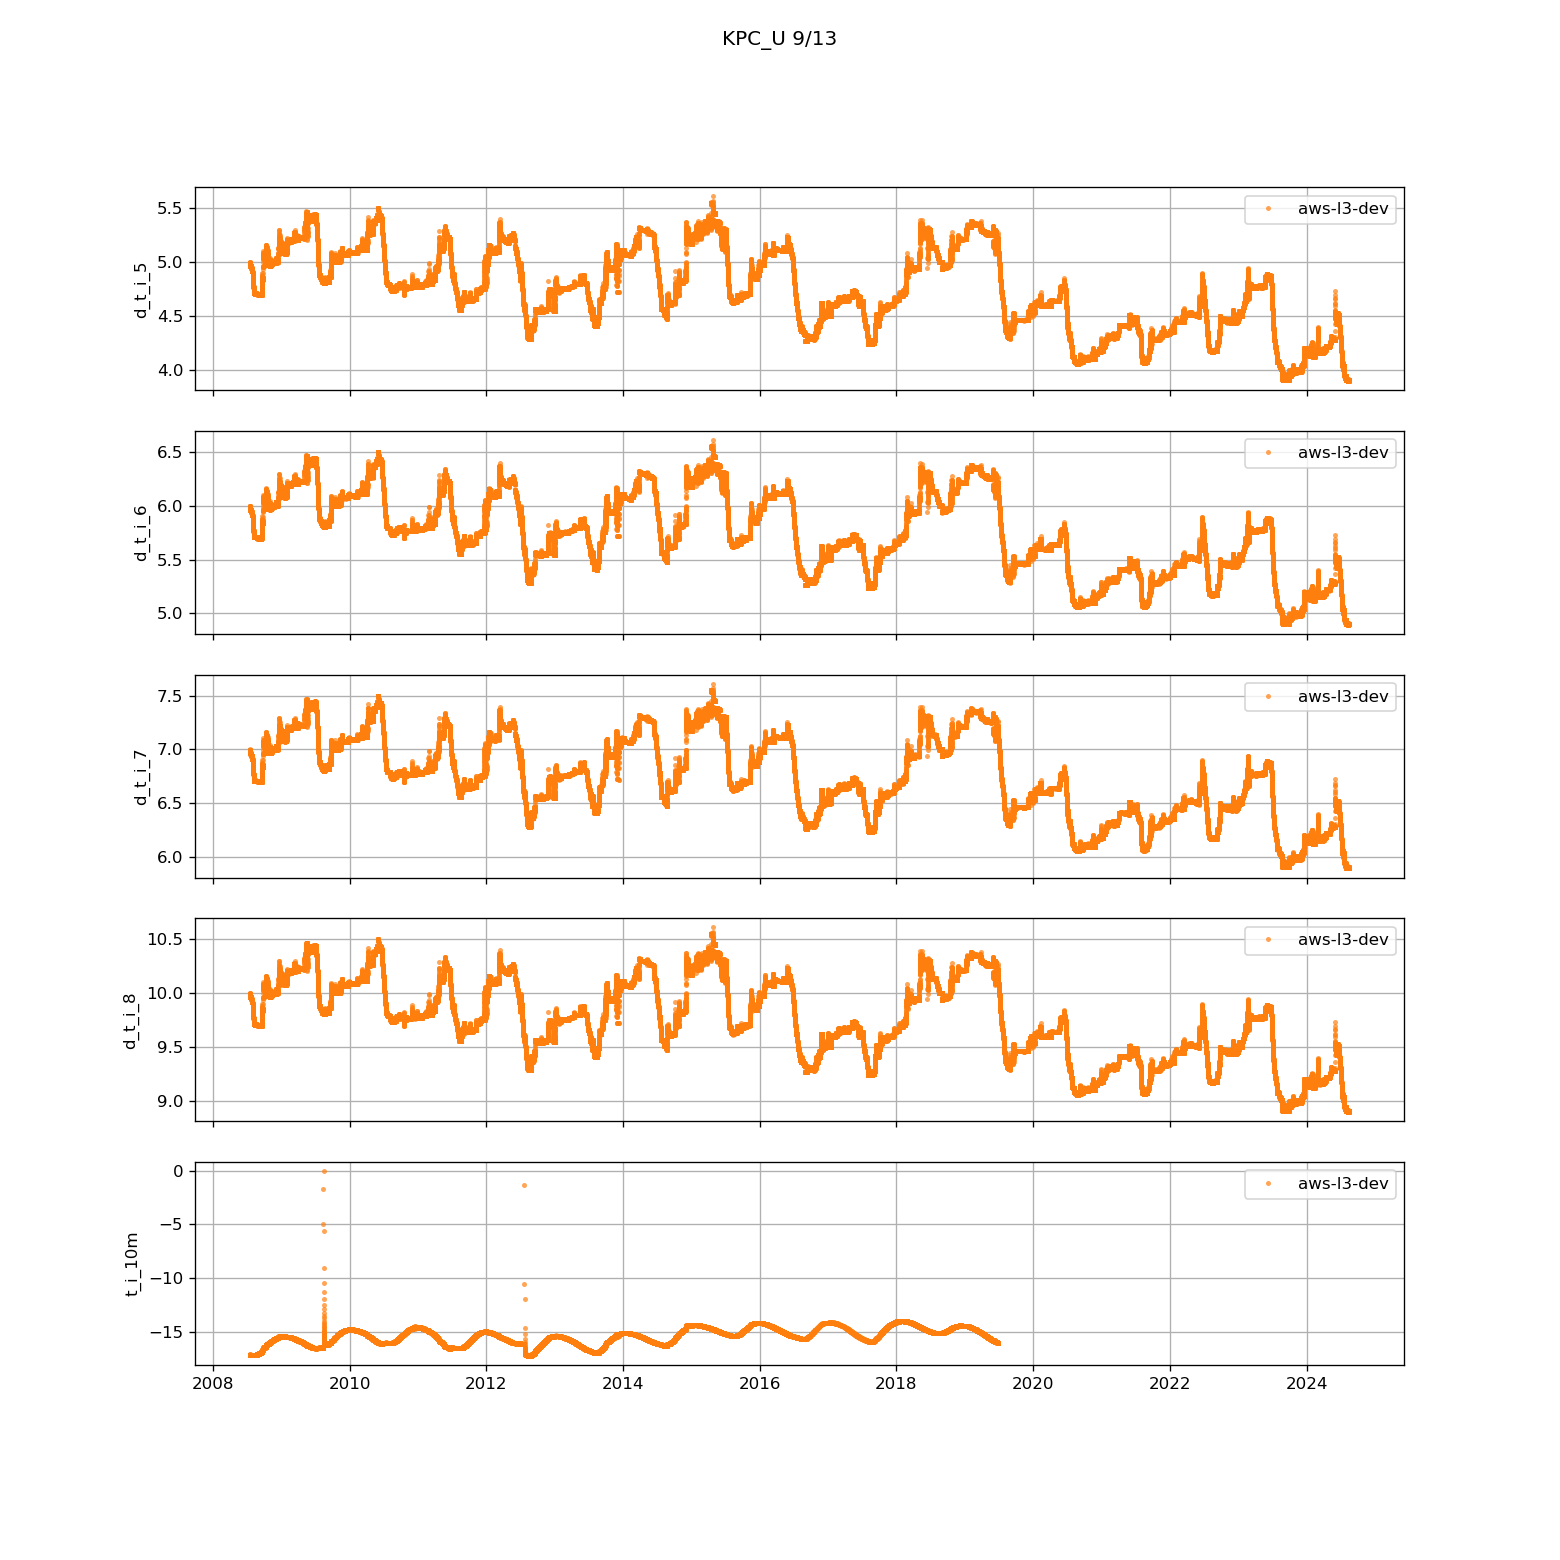 KPC_U 9/13
5.5
5.0
4.5
4.0
d_t_i_5
aws-l3-dev
6.5
6.0
5.5
5.0
d_t_i_6
aws-l3-dev
7.5
7.0
6.5
6.0
d_t_i_7
aws-l3-dev
10.5
10.0
9.5
9.0
d_t_i_8
aws-l3-dev
0
−5
−10
−15
t_i_10m
aws-l3-dev
2008 2010 2012 2014 2016 2018 2020 2022 2024